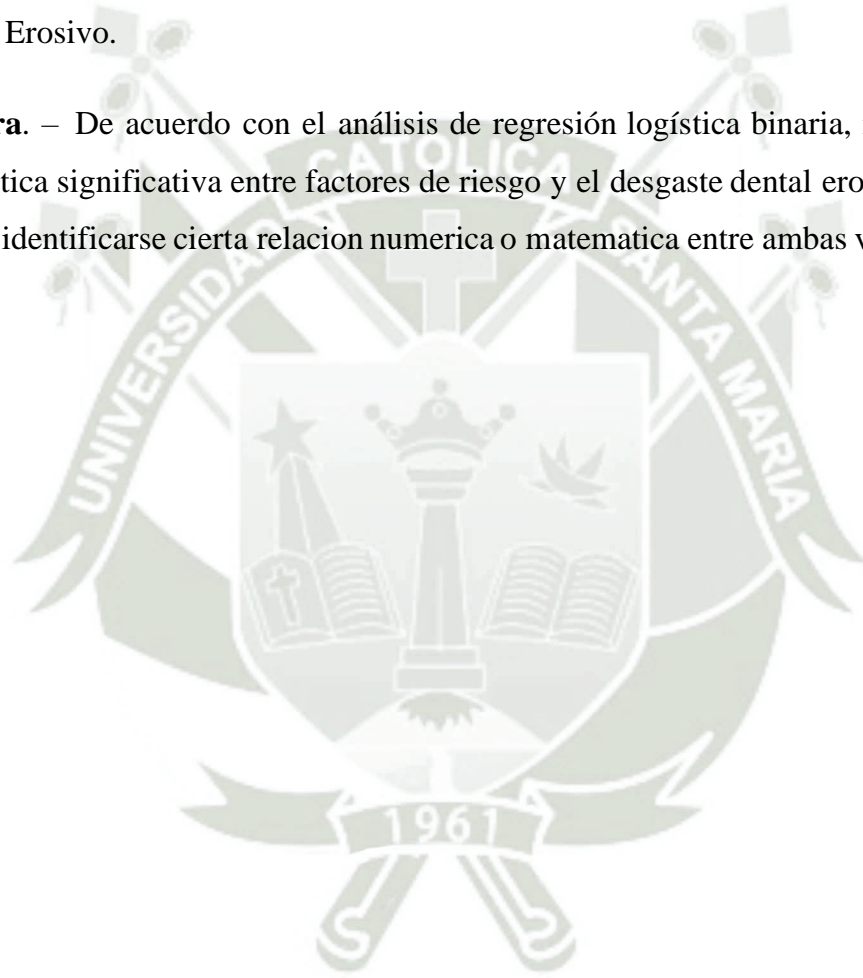 Erosivo.
ra. – De acuerdo con el análisis de regresión logística binaria,
tica significativa entre factores de riesgo y el desgaste dental ero
identificarse cierta relacion numerica o matematica entre ambas v
UNIVERSIDAD CATOLICA SANTA MARIA
1961